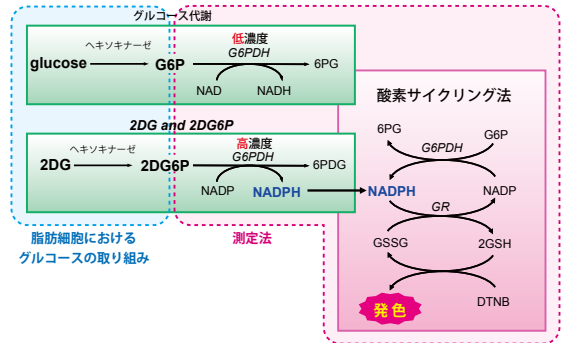 グルコース代謝
ヘキソキナーゼ
低濃度
G6PDH
glucose
G6P
6PG
NAD
NADH
2DG and 2DG6P
ヘキソキナーゼ
高濃度
G6PDH
2DG
2DG6P
6PDG
NADP
NADPH
酸素サイクリング法
6PG
G6P
G6PDH
NADPH
NADP
GR
GSSG
2GSH
発色
DTNB
脂肪細胞における
グルコースの取り組み
測定法